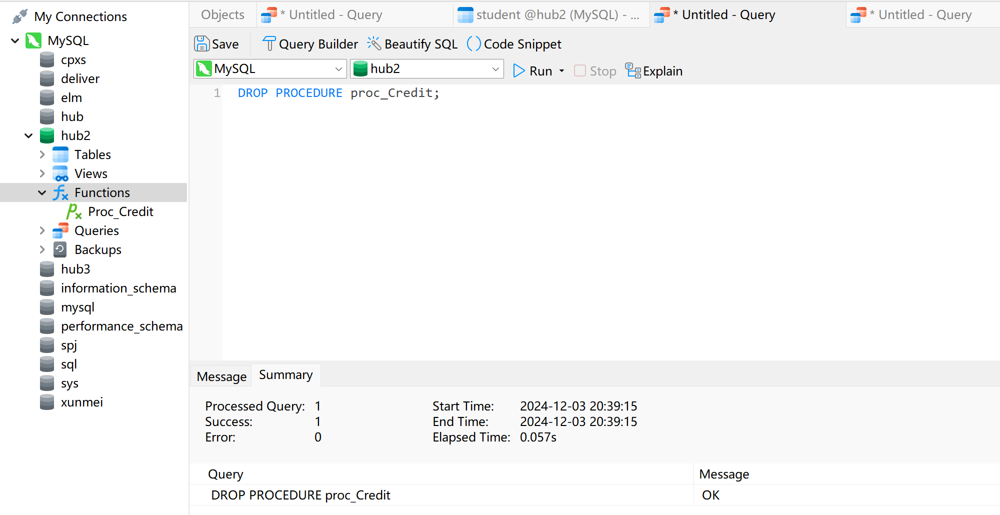 My Connections
MySQL
cpxs
deliver
elm
hub
hub2
Tables
Views
Functions
Proc_Credit
Queries
Backups
hub3
information_schema
mysql
performance_schema
spj
sql
sys
xunmei
Objects
* Untitled - Query
student @hub2 (MySQL) - ...
* Untitled - Query
* Untitled - Query
Save
Query Builder
Beautify SQL
Code Snippet
MySQL
hub2
Run
Stop
Explain
1 DROP PROCEDURE proc_Credit;
Message
Summary
Processed Query: 1
Success: 1
Error: 0
Start Time: 2024-12-03 20:39:15
End Time: 2024-12-03 20:39:15
Elapsed Time: 0.057s
Query Message
DROP PROCEDURE proc_Credit OK